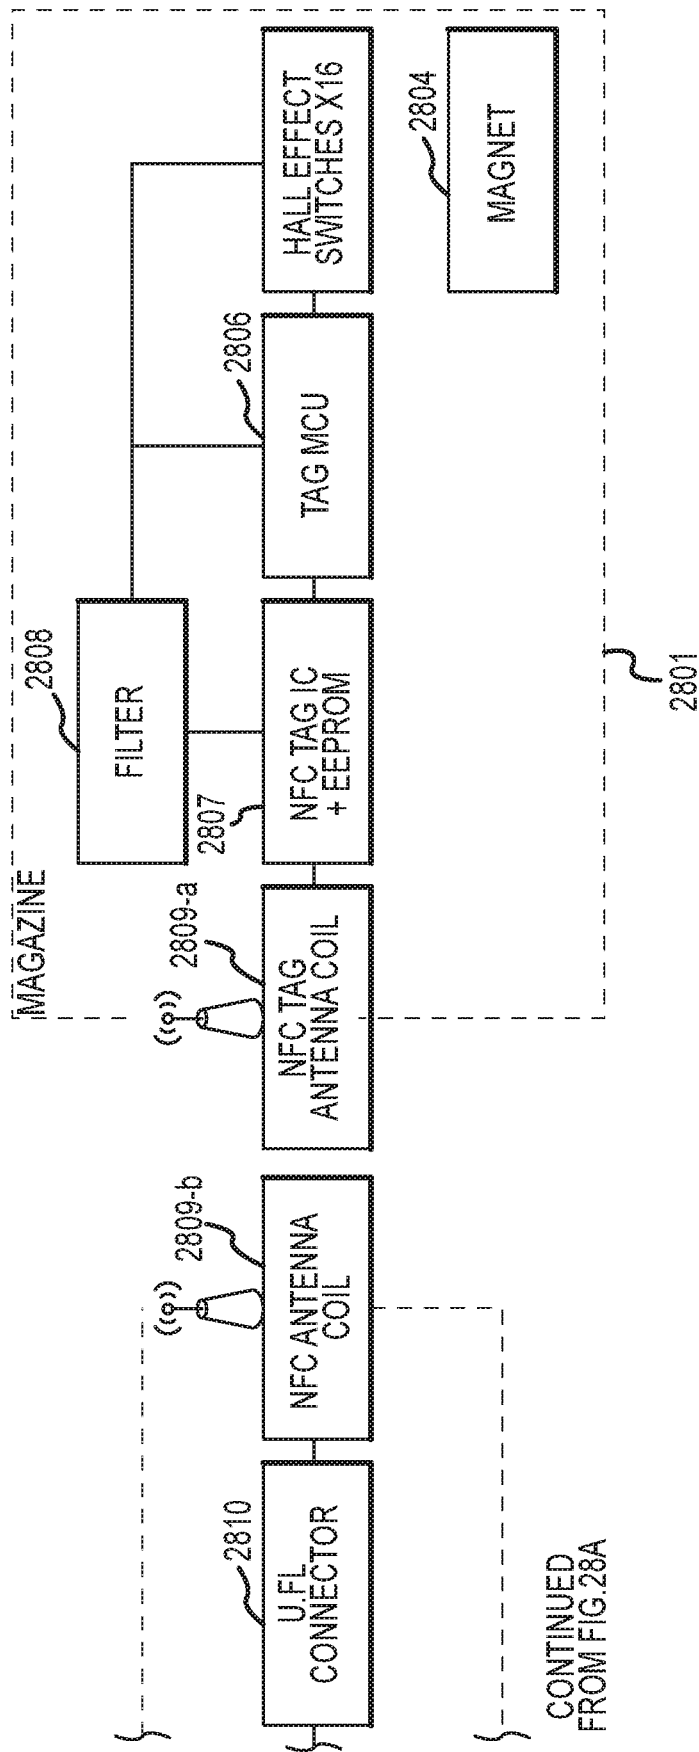 MAGAZINE
2808
FILTER
2809-b
2809-a
2807
2806
2810
U.FL
CONNECTOR
NFC ANTENNA
COIL
NFC TAG
ANTENNA COIL
NFC TAG IC
+ EEPROM
TAG MCU
HALL EFFECT
SWITCHES X16
2804
MAGNET
CONTINUED
FROM FIG.28A
2801